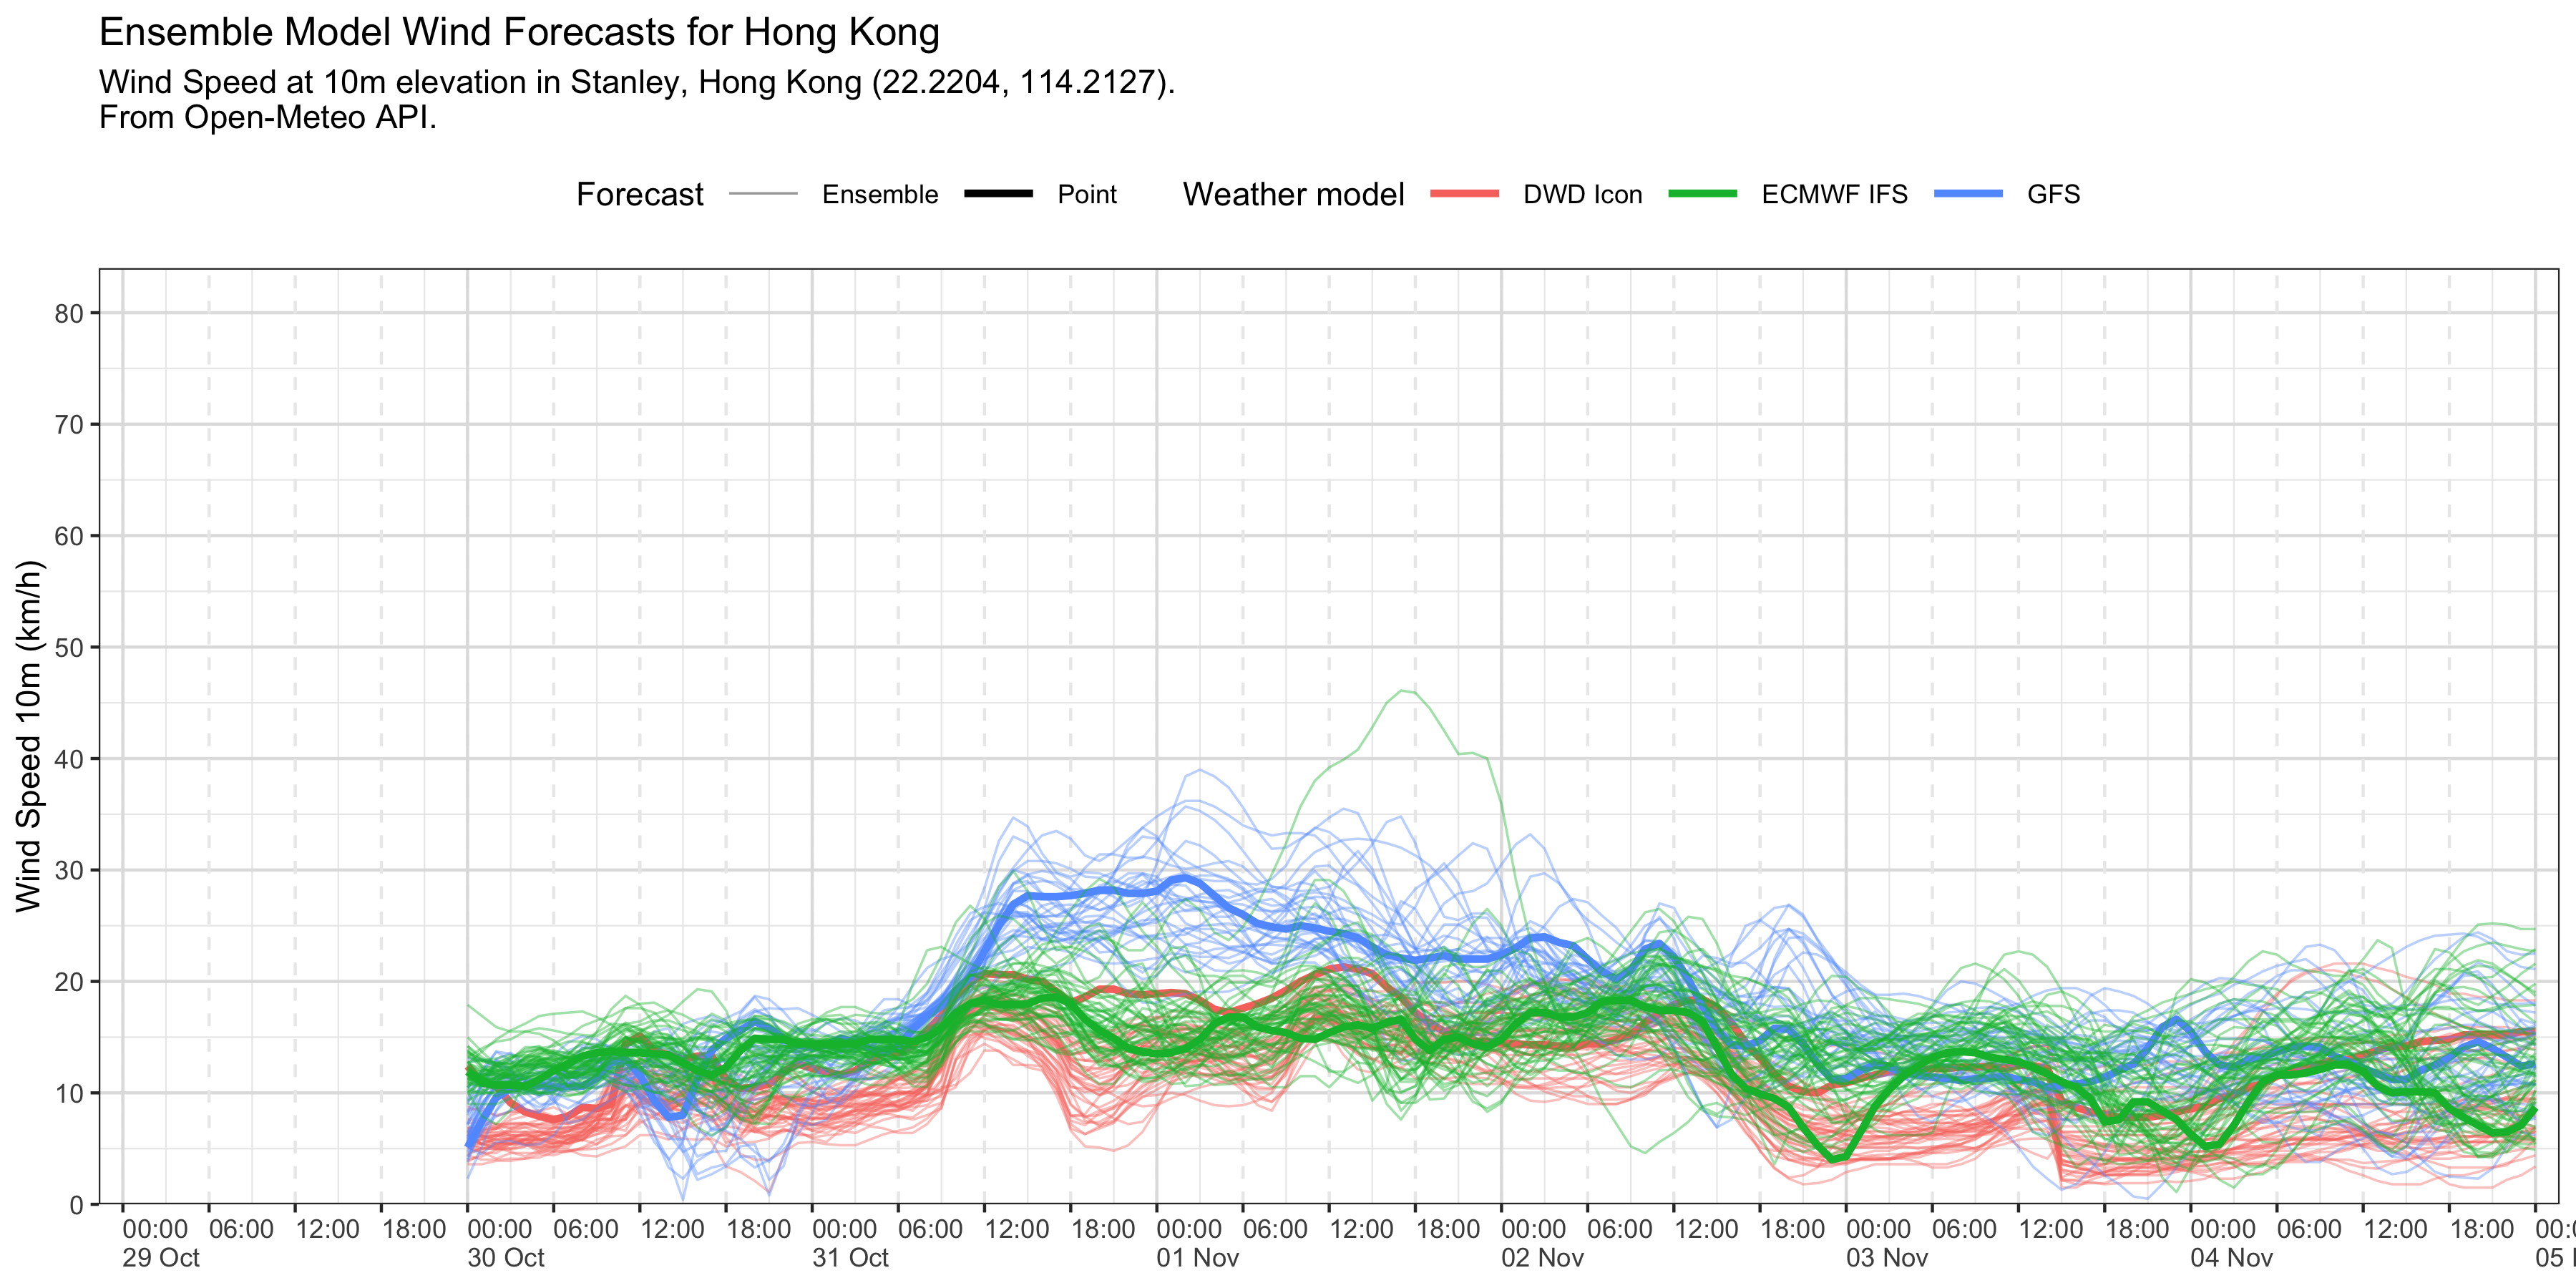 Ensemble Model Wind Forecasts for Hong Kong
Wind Speed at 10m elevation in Stanley, Hong Kong (22.2204, 114.2127).
From Open-Meteo API.
Forecast Ensemble Point Weather model DWD Icon ECMWF IFS GFS
Wind Speed 10m (km/h)
80
70
60
50
40
30
20
10
0
00:00 06:00 12:00 18:00 00:00 06:00 12:00 18:00 00:00 06:00 12:00 18:00 00:00 06:00 12:00 18:00 00:00 06:00 12:00 18:00 00:00 06:00 12:00 18:00 00:00 06:00 12:00 18:00
29 Oct 30 Oct 31 Oct 01 Nov 02 Nov 03 Nov 04 Nov 05